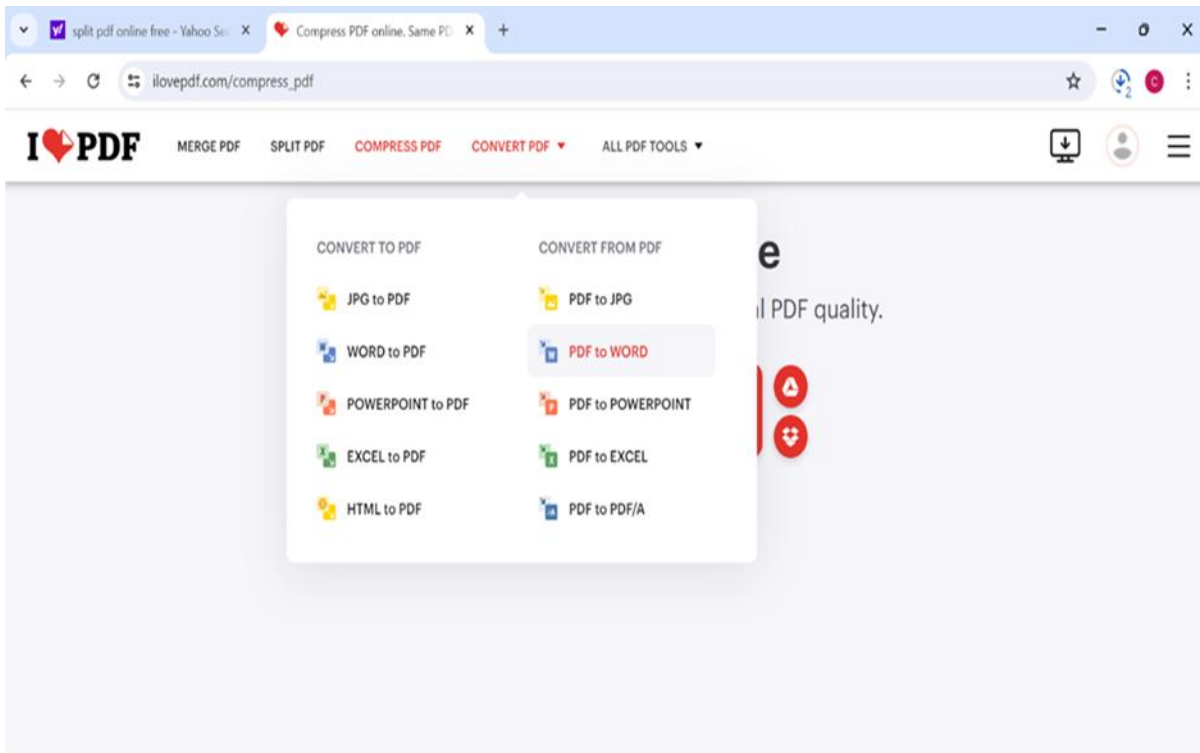 split pdf online free - Yahoo Se
Compress PDF online. Same PD
ilovepdf.com/compress_pdf
2
C
I PDF
MERGE PDF
SPLIT PDF
COMPRESS PDF
CONVERT PDF
ALL PDF TOOLS
CONVERT TO PDF
CONVERT FROM PDF
e
JPG to PDF
PDF to JPG
l PDF quality.
WORD to PDF
PDF to WORD
POWERPOINT to PDF
PDF to POWERPOINT
EXCEL to PDF
PDF to EXCEL
HTML to PDF
PDF to PDF/A